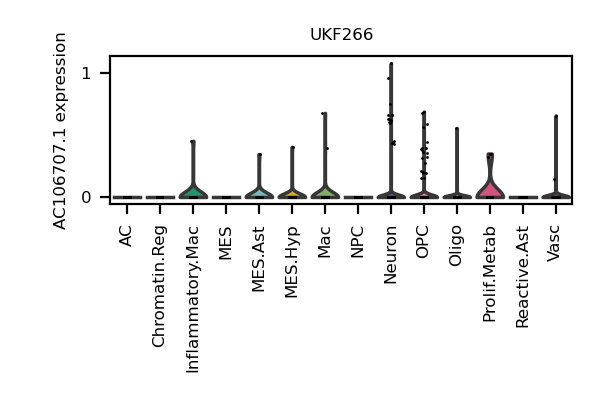 UKF266
AC106707.1 expression
1
0
AC
Chromatin.Reg
Inflammatory.Mac
MES
MES.Ast
MES.Hyp
Mac
NPC
Neuron
OPC
Oligo
Prolif.Metab
Reactive.Ast
Vasc